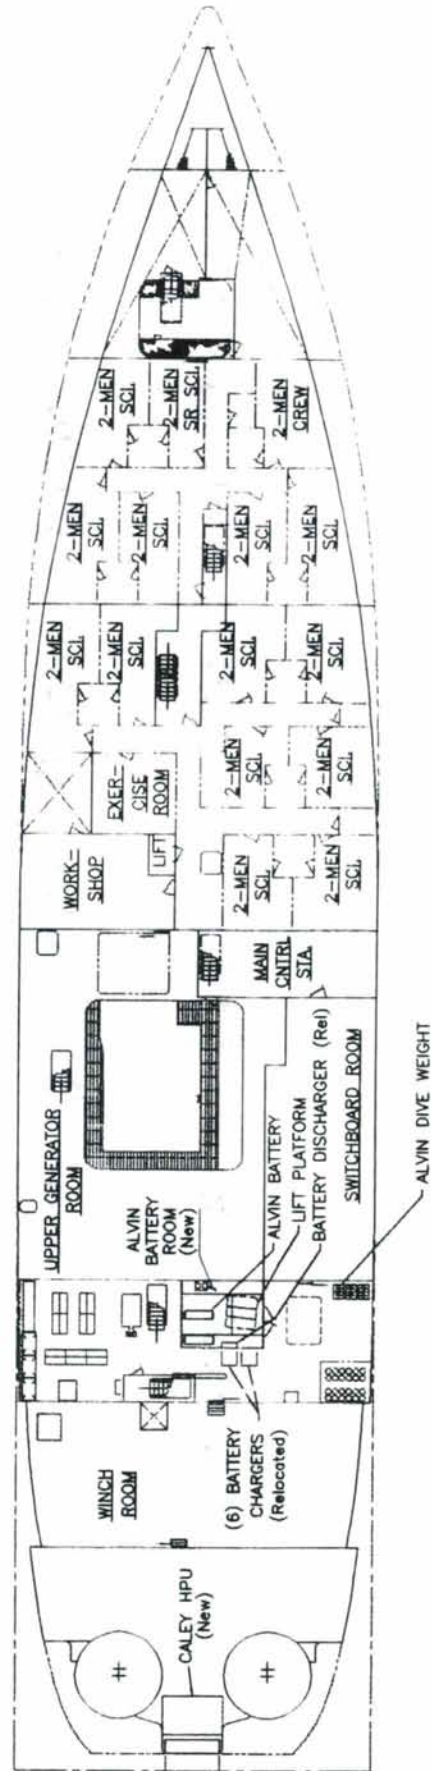 2-MEN
SCI.
2-MEN
SR SCI.
2-MEN
CREW
2-MEN
SCI.
2-MEN
SCI.
2-MEN
SCI.
2-MEN
SCI.
2-MEN
SCI.
2-MEN
SCI.
2-MEN
SCI.
2-MEN
SCI.
EXER-
CISE
ROOM
2-MEN
SCI.
2-MEN
SCI.
WORK-
SHOP
LIFT
2-MEN
SCI.
2-MEN
SCI.
MAIN
CNTRL
STA.
UPPER GENERATOR
ROOM
ALVIN
BATTERY
ROOM
(New)
ALVIN BATTERY
LIFT PLATFORM
BATTERY DISCHARGER (Rel)
SWITCHBOARD ROOM
ALVIN DIVE WEIGHT
WINCH
ROOM
(6) BATTERY
CHARGERS
(Relocated)
CALEY HPU
(New)